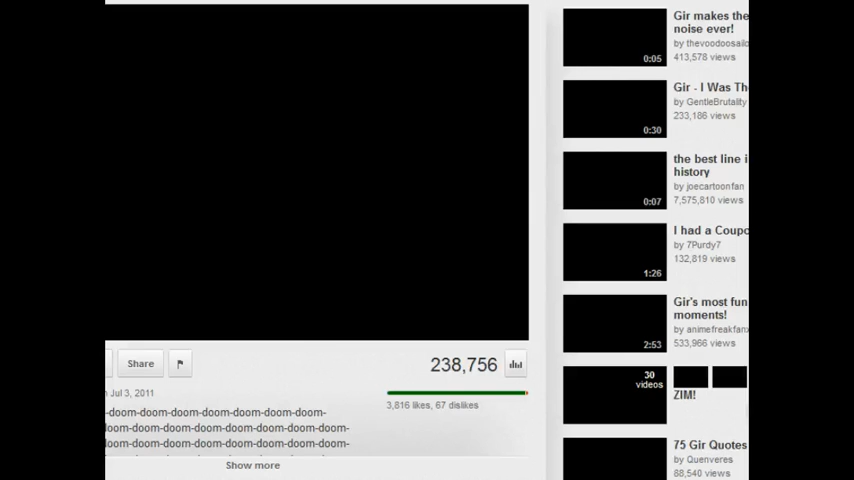 Share
238,756
n Jul 3, 2011
3,816 likes, 67 dislikes
-doom-doom-doom-doom-doom-doom-doom-
doom-doom-doom-doom-doom-doom-doom-doom-
doom-doom-doom-doom-doom-doom-doom-doom-
Show more
0:05
Gir makes the
noise ever!
by thevoodoosailo
413,578 views
0:30
Gir - I Was Th
by GentleBrutality
233,186 views
0:07
the best line i
history
by joecartoonfan
7,575,810 views
1:26
I had a Coupo
by 7Purdy7
132,819 views
2:53
Gir's most fun
moments!
by animefreakfan
533,966 views
30
videos
ZIM!
75 Gir Quotes
by Quenveres
88,540 views